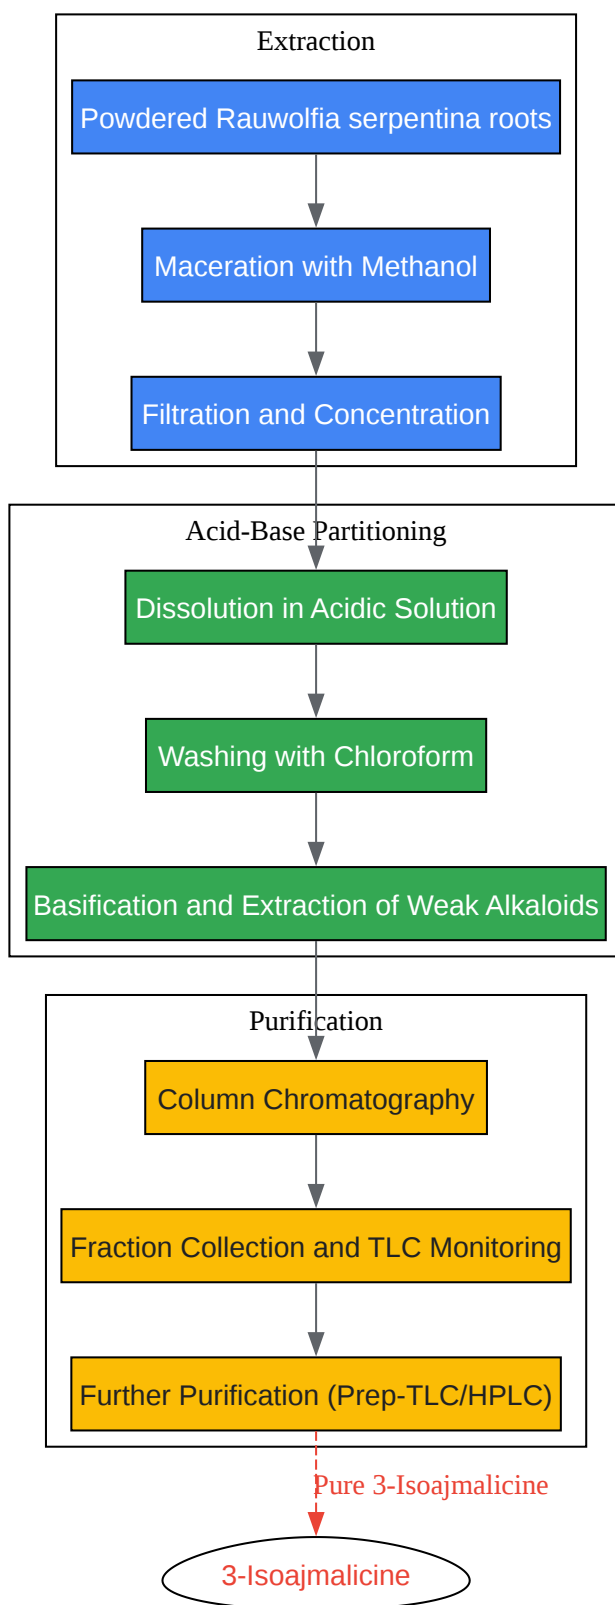 Extraction
Powdered Rauwolfia serpentina roots
Maceration with Methanol
Filtration and Concentration
Acid-Base Partitioning
Dissolution in Acidic Solution
Washing with Chloroform
Basification and Extraction of Weak Alkaloids
Purification
Column Chromatography
Fraction Collection and TLC Monitoring
Further Purification (Prep-TLC/HPLC)
Pure 3-Isoajmalicine
3-Isoajmalicine